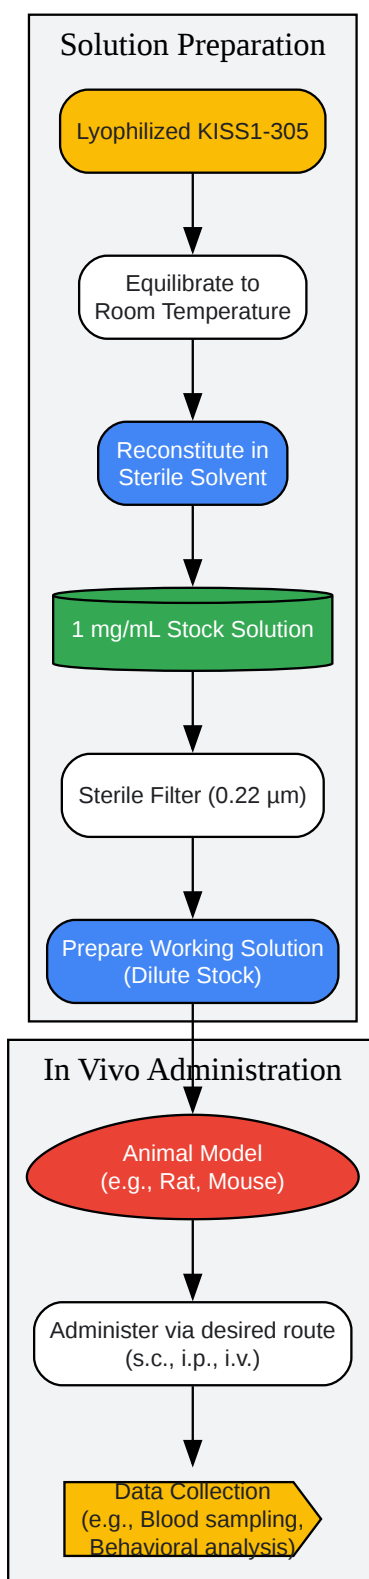 Solution Preparation
Lyophilized KISS1-305
Equilibrate to
Room Temperature
Reconstitute in
Sterile Solvent
1 mg/mL Stock Solution
Sterile Filter (0.22 µm)
Prepare Working Solution
(Dilute Stock)
In Vivo Administration
Animal Model
(e.g., Rat, Mouse)
Administer via desired route
(s.c., i.p., i.v.)
Data Collection
(e.g., Blood sampling,
Behavioral analysis)